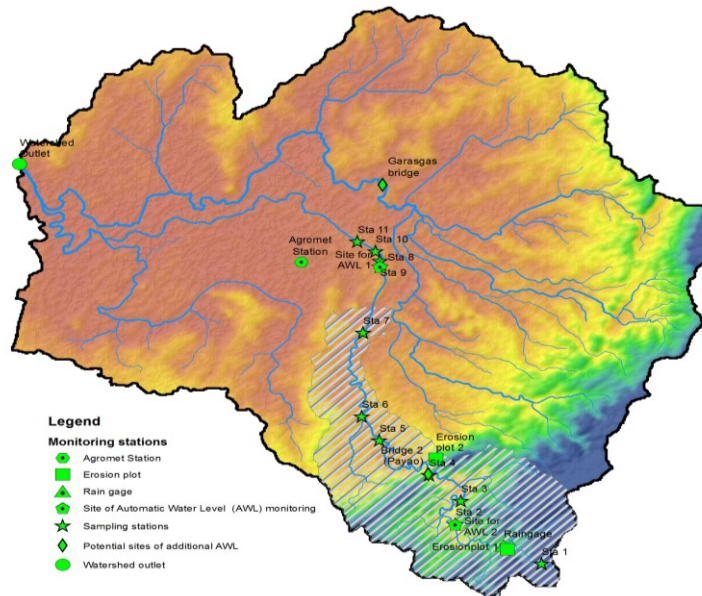 Watershed
Outlet
Garasgas
bridge
Sta 11
Sta 10
Agromet
Station
Site for
AWL 1
Sta 8
Sta 9
Sta 7
Sta 6
Sta 5
Bridge 2
(Payao)
Erosion
plot 2
Sta 4
Sta 3
Sta 2
Site for
AWL 2
Erosionplot 1
Raingage
Sta 1
Legend
Monitoring stations
Agromet Station
Erosion plot
Rain gage
Site of Automatic Water Level (AWL) monitoring
Sampling stations
Potential sites of additional AWL
Watershed outlet